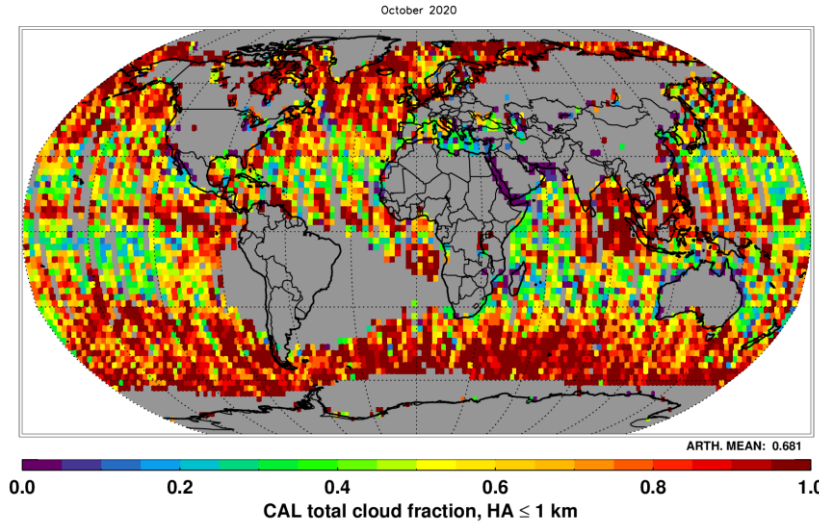 October 2020
ARTH. MEAN: 0.681
0.0 0.2 0.4 0.6 0.8 1.0
CAL total cloud fraction, HA ≤ 1 km